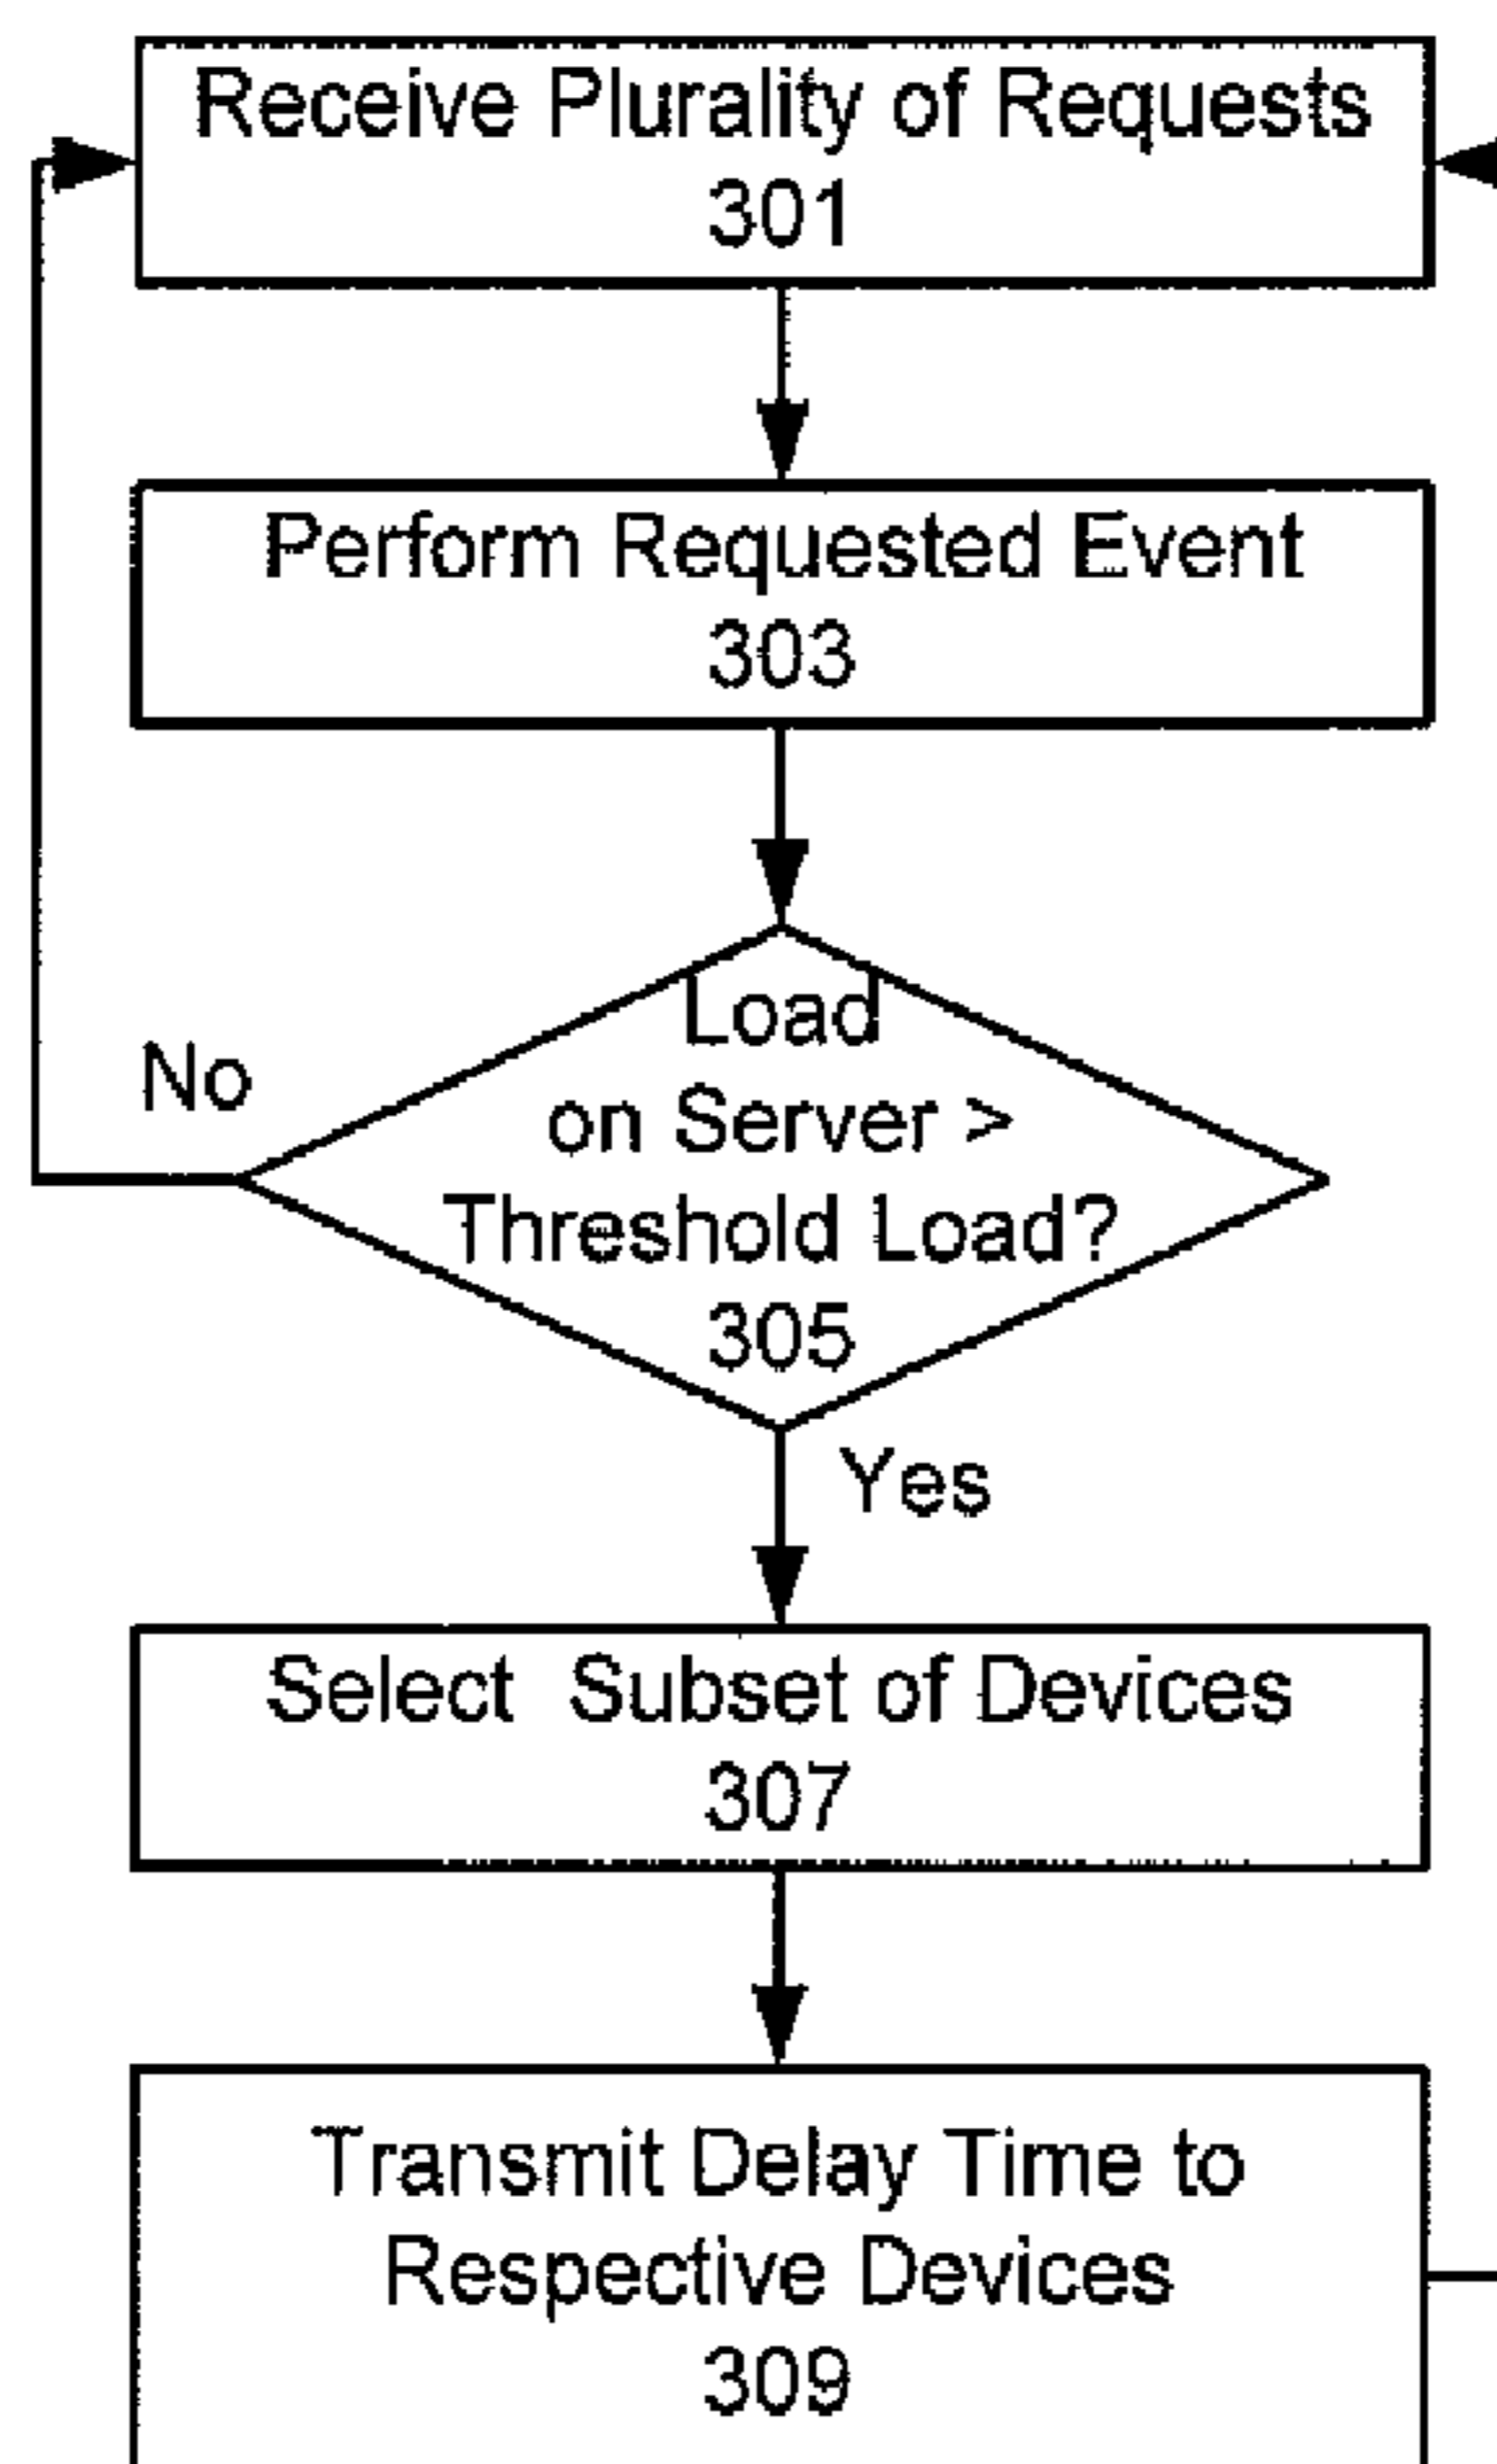 Receive Plurality of Requests
301
Perform Requested Event
303
Load
on Server >
Threshold Load?
305
No
Yes
Select Subset of Devices
307
Transmit Delay Time to
Respective Devices
309